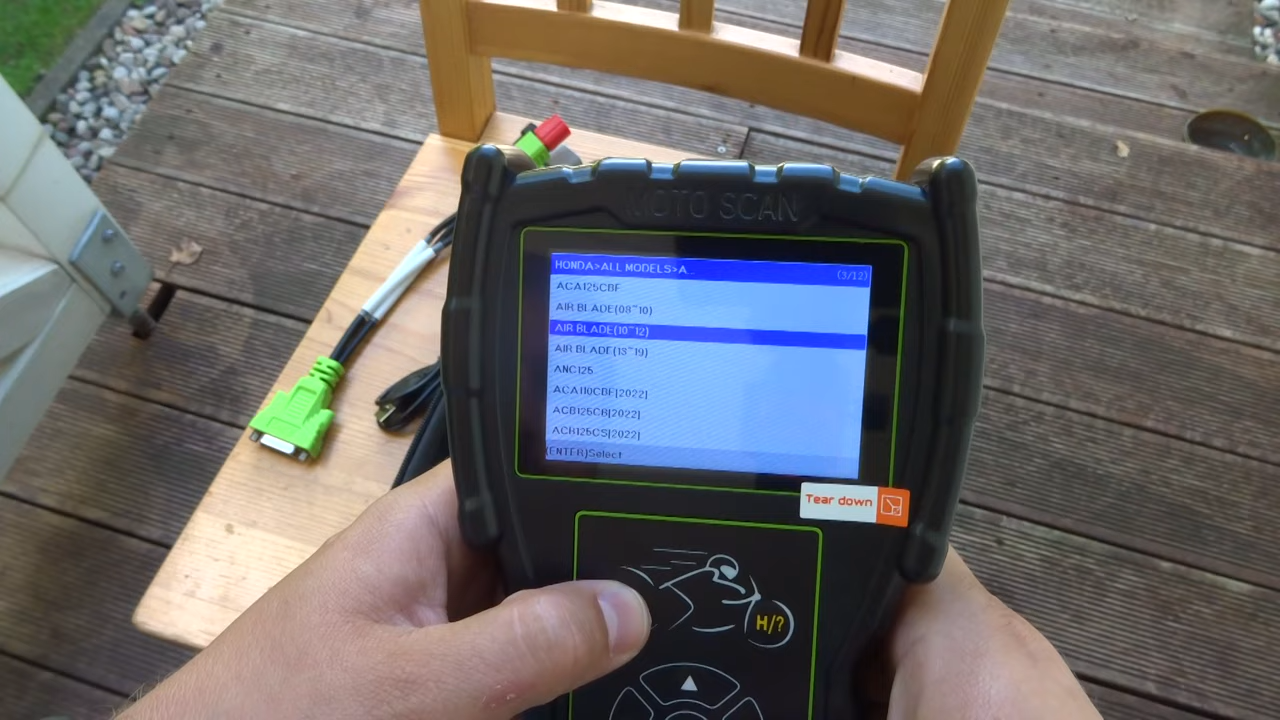 MOTO SCAN
HONDA>ALL MODELS>A... (3/12)
ACA125CBF
AIR BLADE(08~10)
AIR BLADE(10~12)
AIR BLADE(13~19)
ANC125
ACA110CBF[2022]
ACB125CB[2022]
ACB125CS[2022]
(ENTER)Select
Tear down
H/?